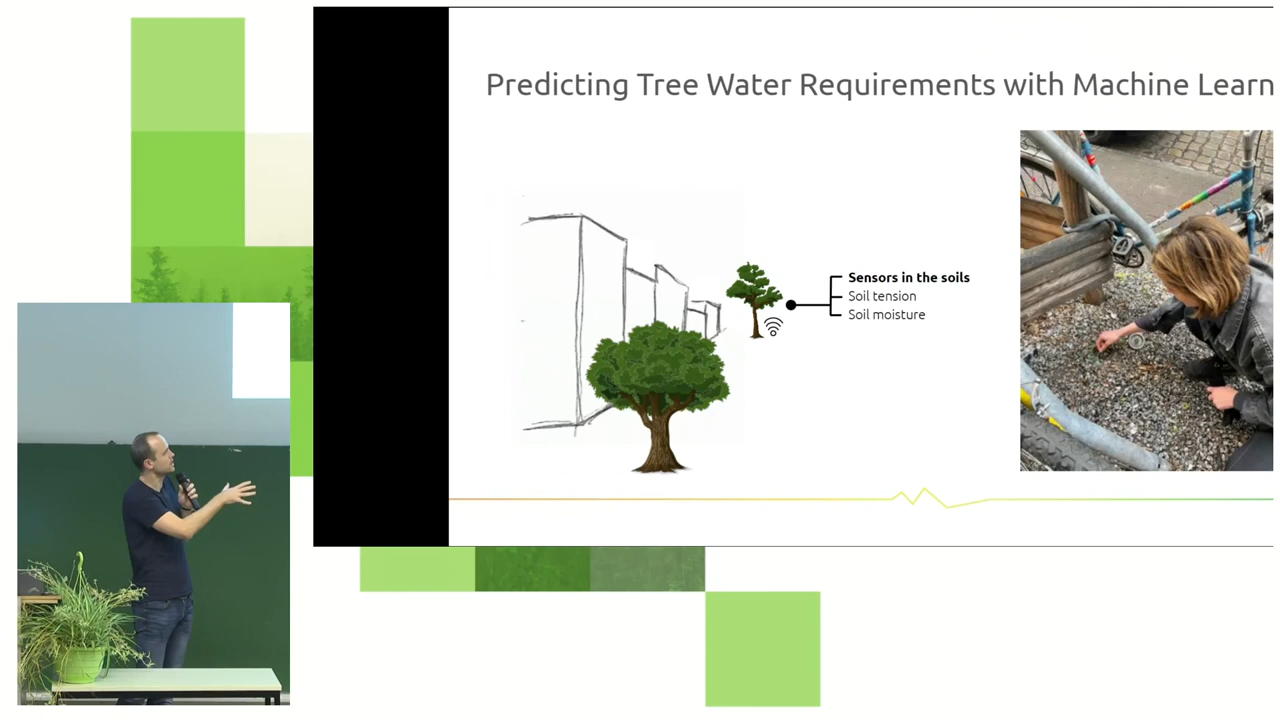 Predicting Tree Water Requirements with Machine Learn
Sensors in the soils
Soil tension
Soil moisture